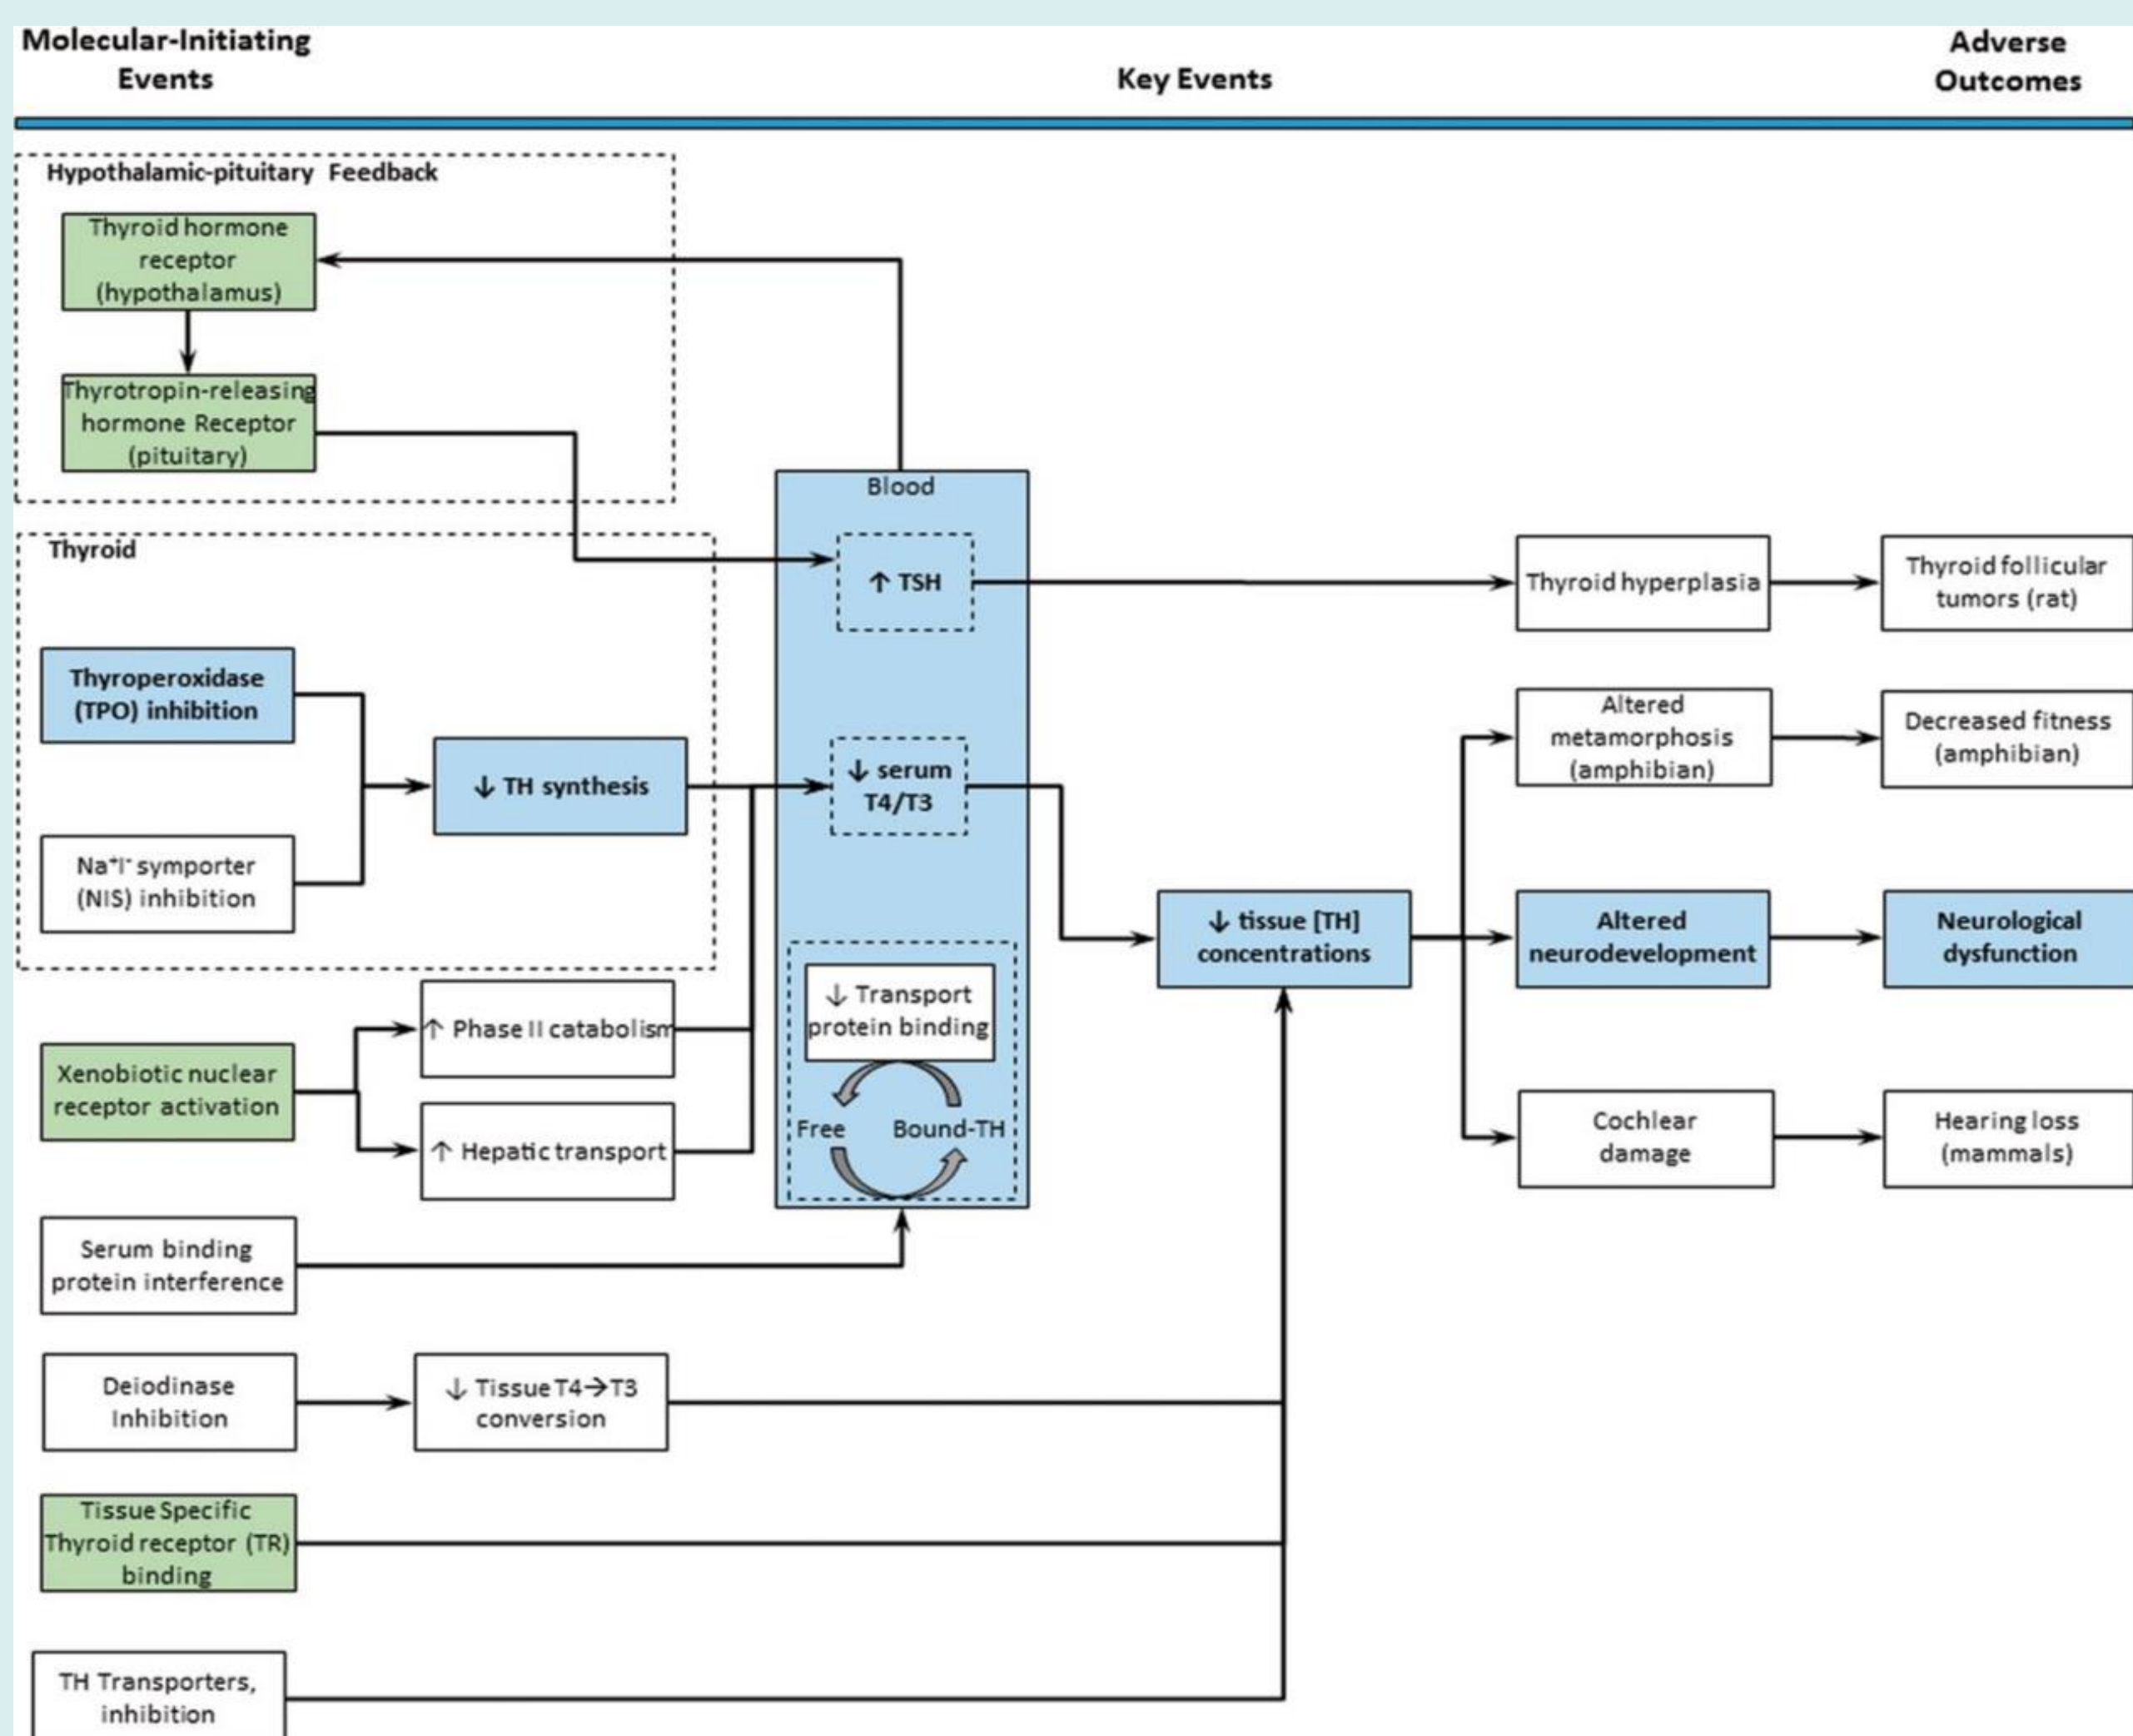 Molecular-Initiating
Events
Key Events
Adverse
Outcomes
Hypothalamic-pituitary Feedback
Thyroid hormone
receptor
(hypothalamus)
Thyrotropin-releasing
hormone Receptor
(pituitary)
Thyroid
Thyroperoxidase
(TPO) inhibition
Na⁺I⁻ symporter
(NIS) inhibition
↓ TH synthesis
Xenobiotic nuclear
receptor activation
↑ Phase II catabolism
↑ Hepatic transport
Serum binding
protein interference
Deiodinase
Inhibition
↓ Tissue T4→T3
conversion
Tissue Specific
Thyroid receptor (TR)
binding
TH Transporters,
inhibition
Blood
↑ TSH
↓ serum
T4/T3
↓ Transport
protein binding
Free
Bound-TH
↓ tissue [TH]
concentrations
Thyroid hyperplasia
Thyroid follicular
tumors (rat)
Altered
metamorphosis
(amphibian)
Decreased fitness
(amphibian)
Altered
neurodevelopment
Neurological
dysfunction
Cochlear
damage
Hearing loss
(mammals)